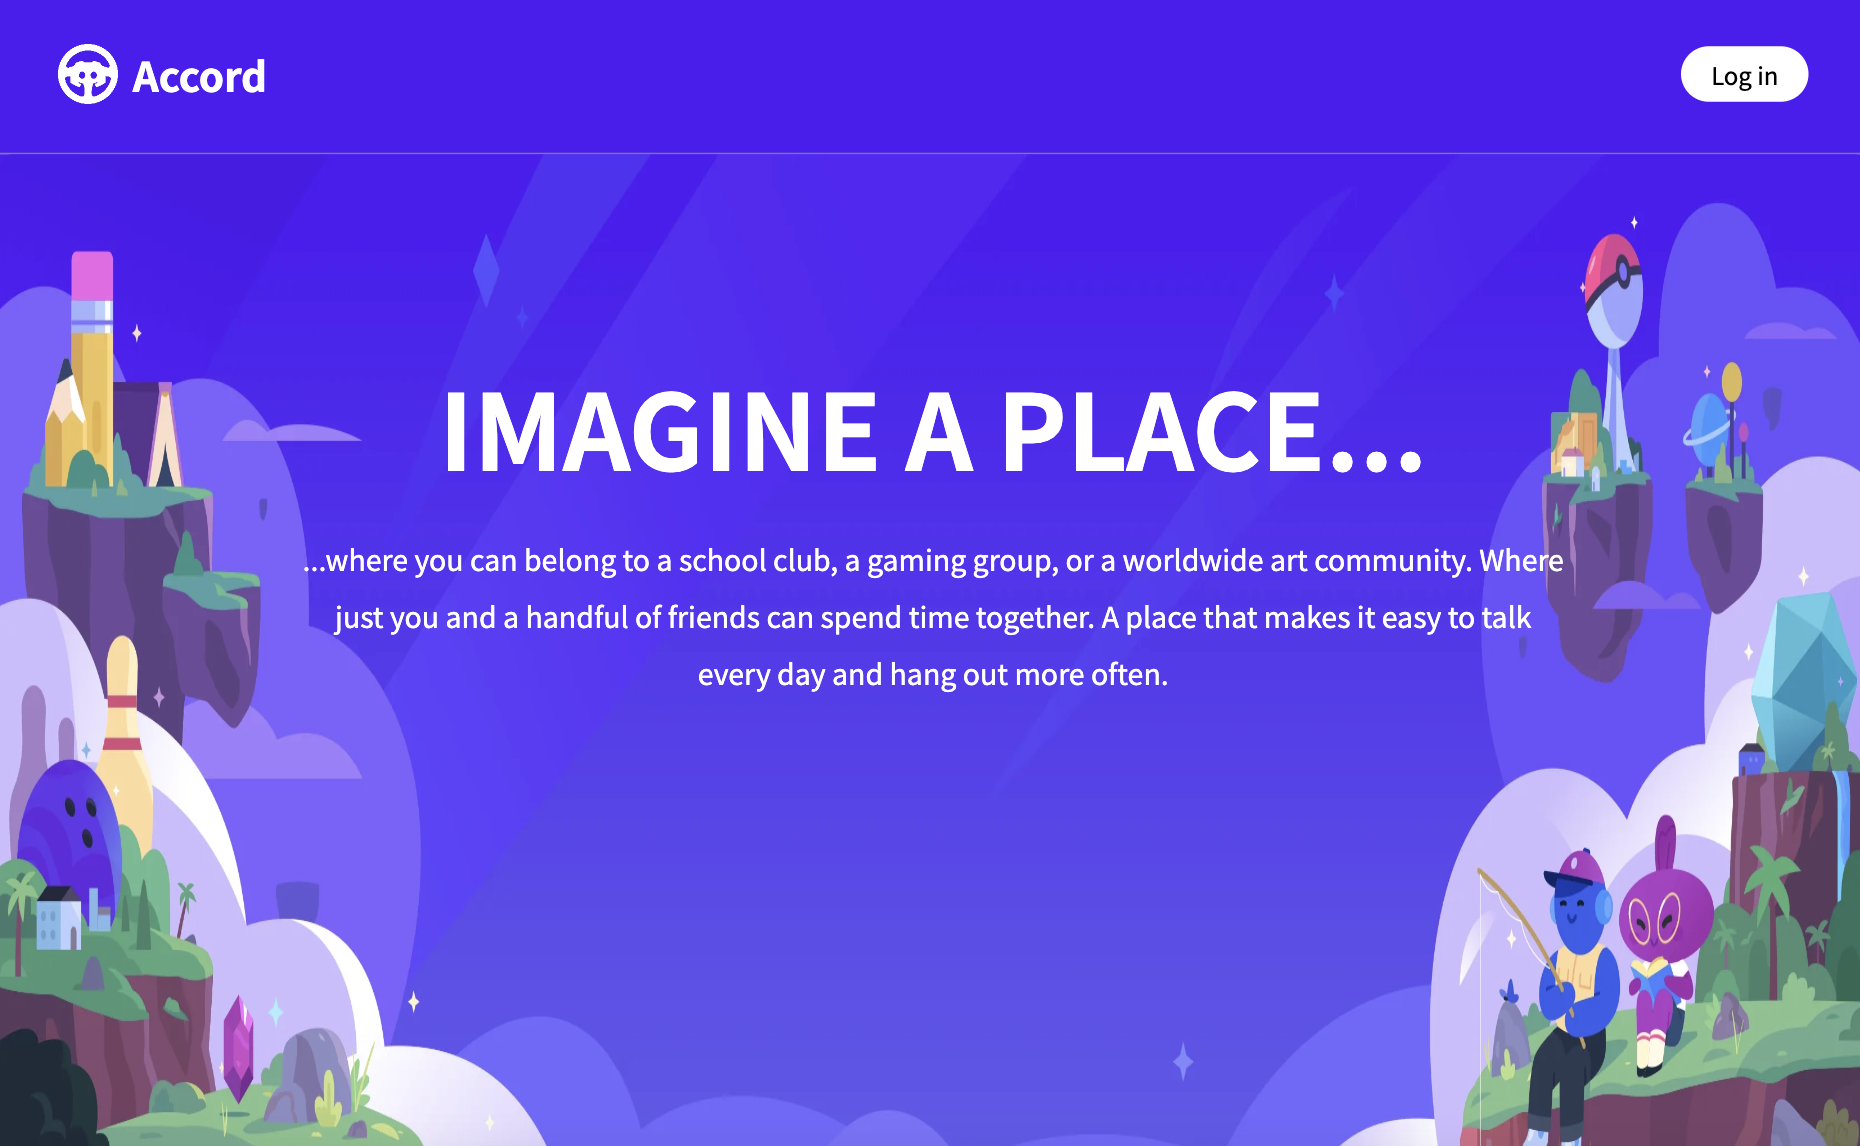 Accord
Log in
IMAGINE A PLACE...
...where you can belong to a school club, a gaming group, or a worldwide art community. Where
just you and a handful of friends can spend time together. A place that makes it easy to talk
every day and hang out more often.